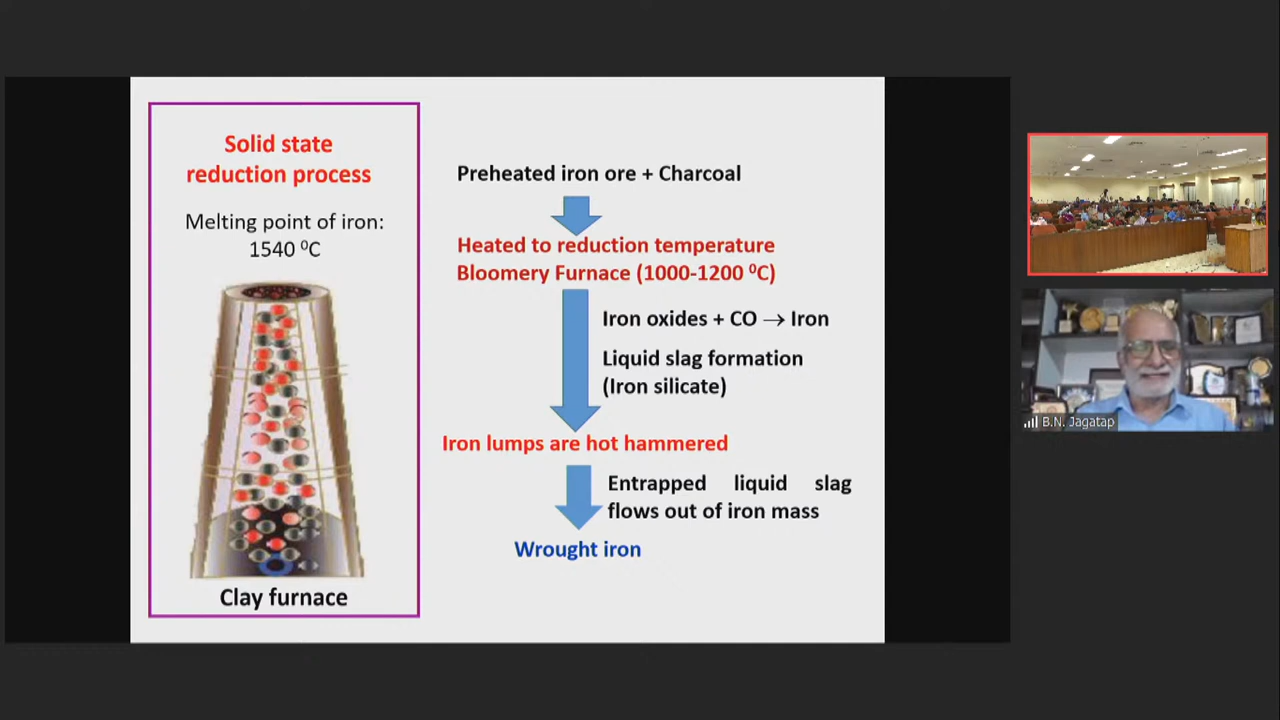 Solid state
reduction process
Melting point of iron:
1540 ⁰C
Clay furnace
Preheated iron ore + Charcoal
Heated to reduction temperature
Bloomery Furnace (1000-1200 ⁰C)
Iron oxides + CO → Iron
Liquid slag formation
(Iron silicate)
Iron lumps are hot hammered
Entrapped liquid slag
flows out of iron mass
Wrought iron
B.N. Jagatap